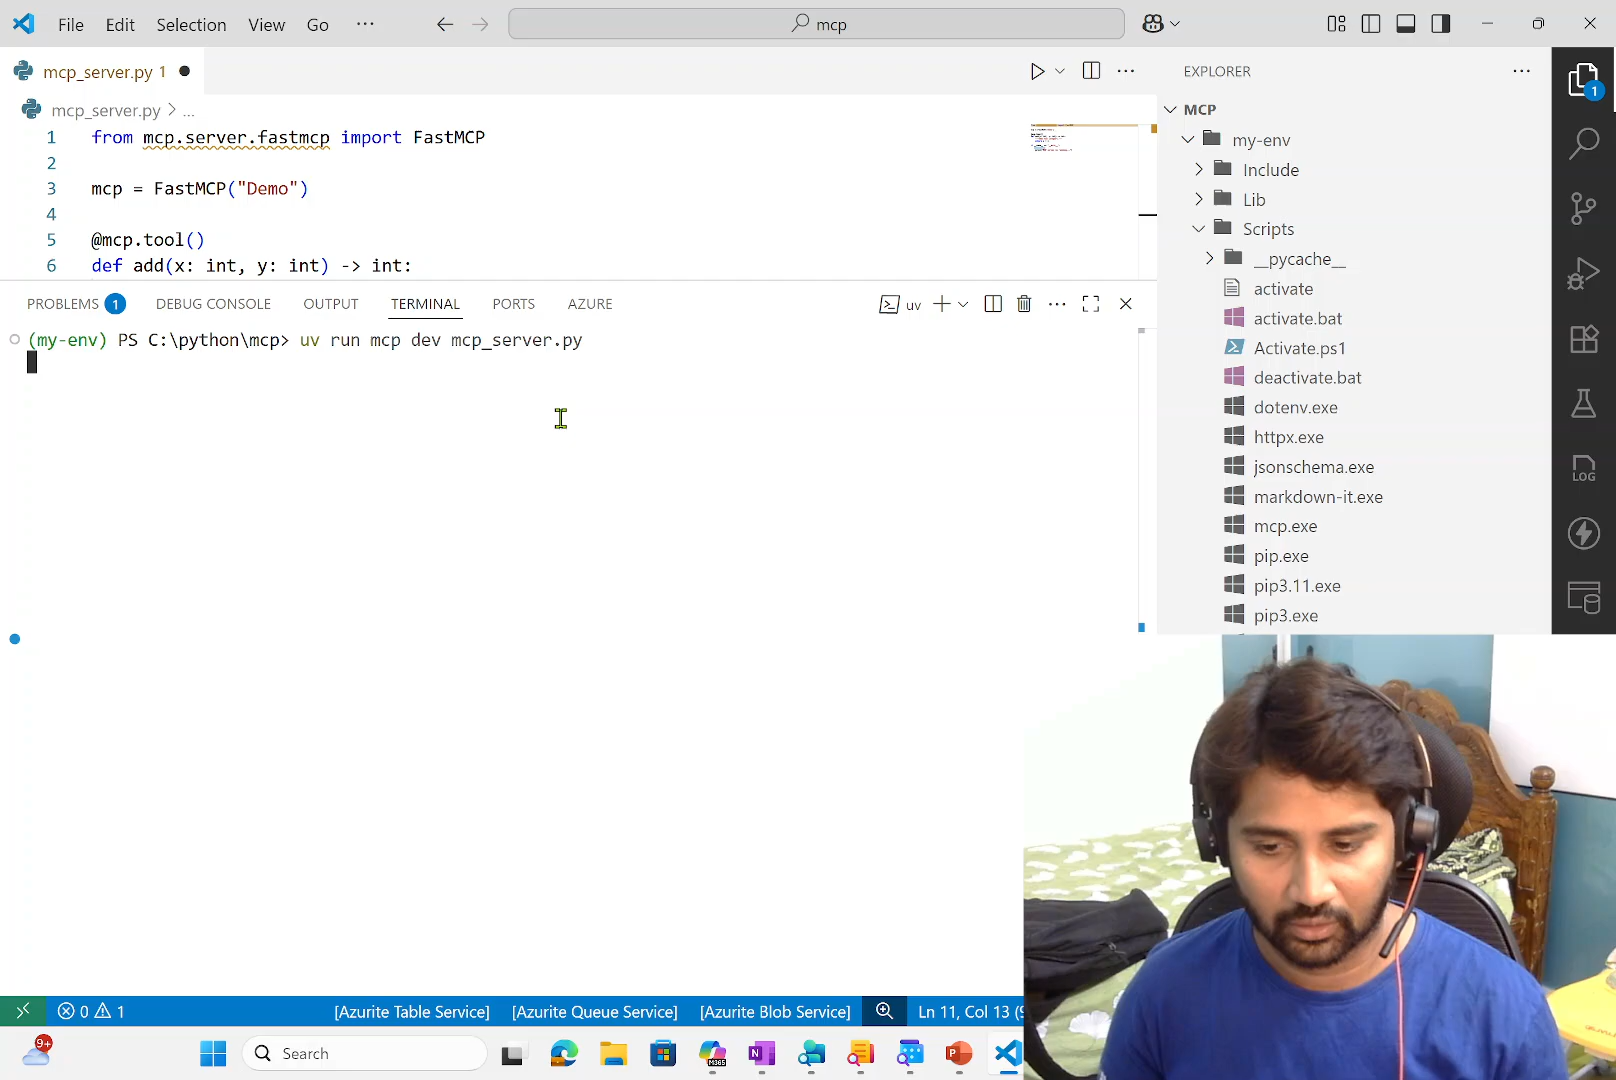 File Edit Selection View Go ···
mcp
mcp_server.py 1
mcp_server.py > ...
1 from mcp.server.fastmcp import FastMCP
2
3 mcp = FastMCP("Demo")
4
5 @mcp.tool()
6 def add(x: int, y: int) -> int:
PROBLEMS 1 DEBUG CONSOLE OUTPUT TERMINAL PORTS AZURE
uv
(my-env) PS C:\python\mcp> uv run mcp dev mcp_server.py
EXPLORER
MCP
my-env
Include
Lib
Scripts
__pycache__
activate
activate.bat
Activate.ps1
deactivate.bat
dotenv.exe
httpx.exe
jsonschema.exe
markdown-it.exe
mcp.exe
pip.exe
pip3.11.exe
pip3.exe
1
LOG
0 1 [Azurite Table Service] [Azurite Queue Service] [Azurite Blob Service] Ln 11, Col 13
9+
Search
M365
N
P